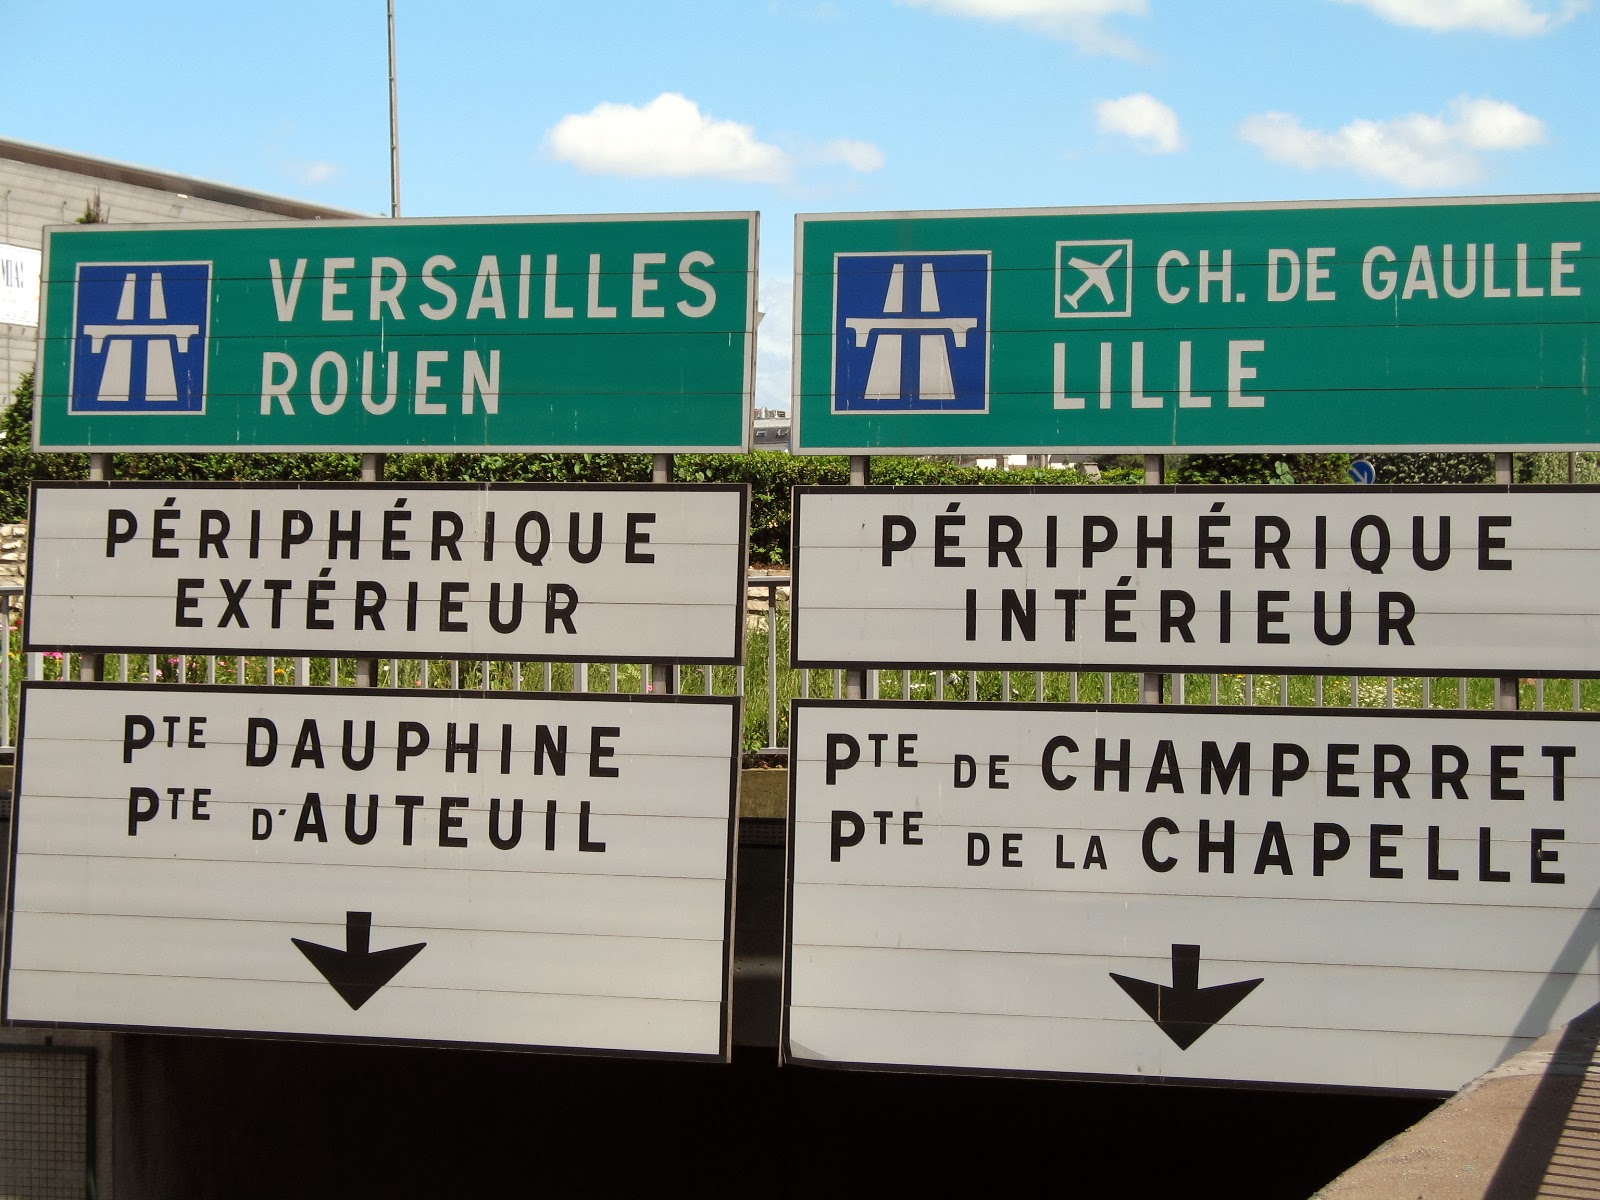 VERSAILLES
ROUEN
PÉRIPHÉRIQUE
EXTÉRIEUR
PTE DAUPHINE
PTE D'AUTEUIL
CH. DE GAULLE
LILLE
PÉRIPHÉRIQUE
INTÉRIEUR
PTE DE CHAMPERRET
PTE DE LA CHAPELLE